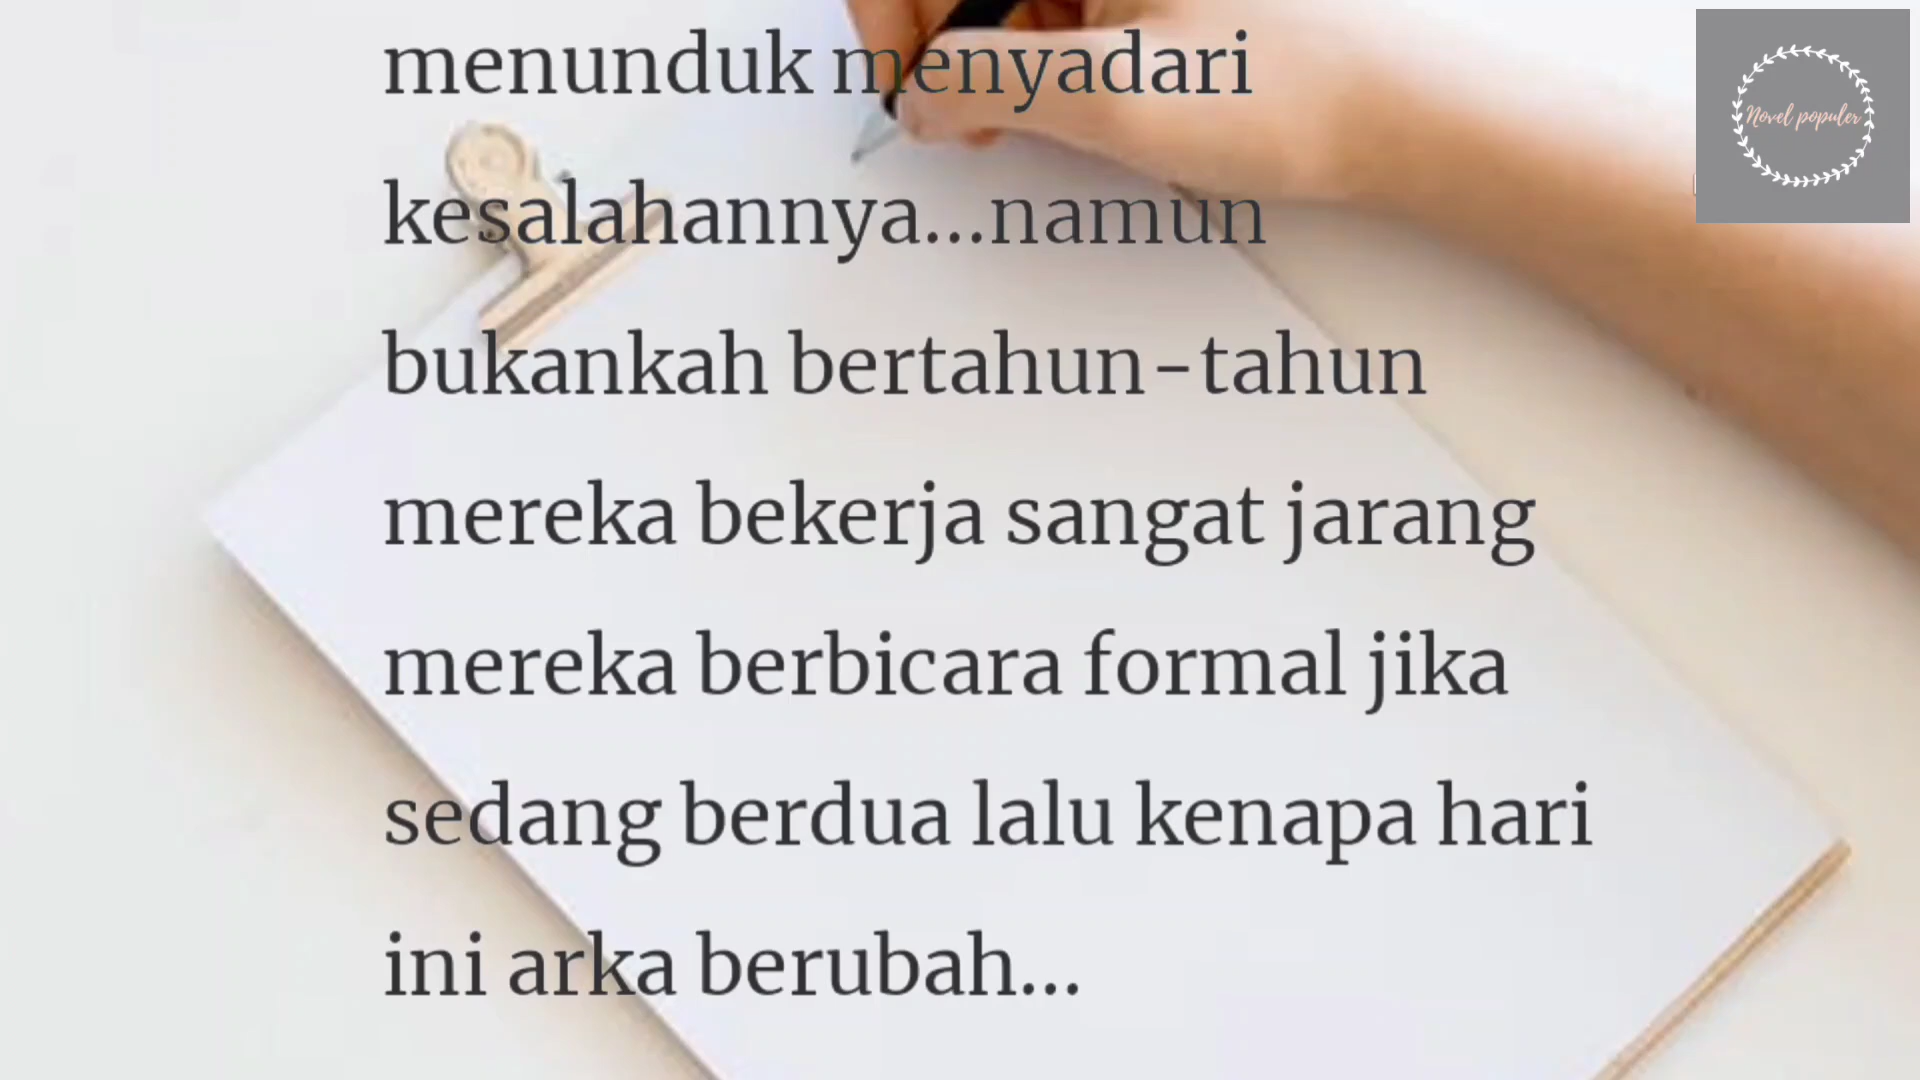 menunduk menyadari
kesalahannya...namun
bukankah bertahun-tahun
mereka bekerja sangat jarang
mereka berbicara formal jika
sedang berdua lalu kenapa hari
ini arka berubah...
Novel populer